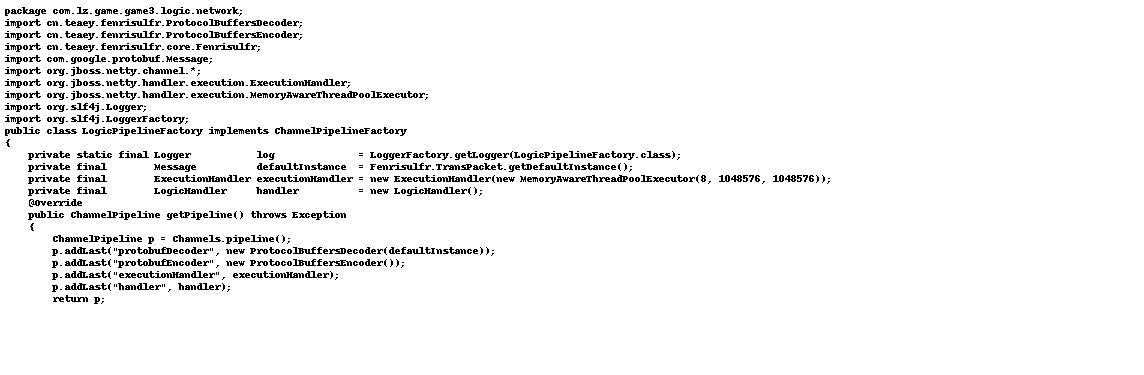 package com.lz.game.game3.logic.network;
import cn.teaey.fenrisulfr.ProtocolBuffersDecoder;
import cn.teaey.fenrisulfr.ProtocolBuffersEncoder;
import cn.teaey.fenrisulfr.core.Fenrisulfr;
import com.google.protobuf.Message;
import org.jboss.netty.channel.*;
import org.jboss.netty.handler.execution.ExecutionHandler;
import org.jboss.netty.handler.execution.MemoryAwareThreadPoolExecutor;
import org.slf4j.Logger;
import org.slf4j.LoggerFactory;
public class LogicPipelineFactory implements ChannelPipelineFactory
{
    private static final Logger           log              = LoggerFactory.getLogger(LogicPipelineFactory.class);
    private final        Message          defaultInstance  = Fenrisulfr.TransPacket.getDefaultInstance();
    private final        ExecutionHandler executionHandler = new ExecutionHandler(new MemoryAwareThreadPoolExecutor(8, 1048576, 1048576));
    private final        LogicHandler     handler          = new LogicHandler();
    @Override
    public ChannelPipeline getPipeline() throws Exception
    {
        ChannelPipeline p = Channels.pipeline();
        p.addLast("protobufDecoder", new ProtocolBuffersDecoder(defaultInstance));
        p.addLast("protobufEncoder", new ProtocolBuffersEncoder());
        p.addLast("executionHandler", executionHandler);
        p.addLast("handler", handler);
        return p;